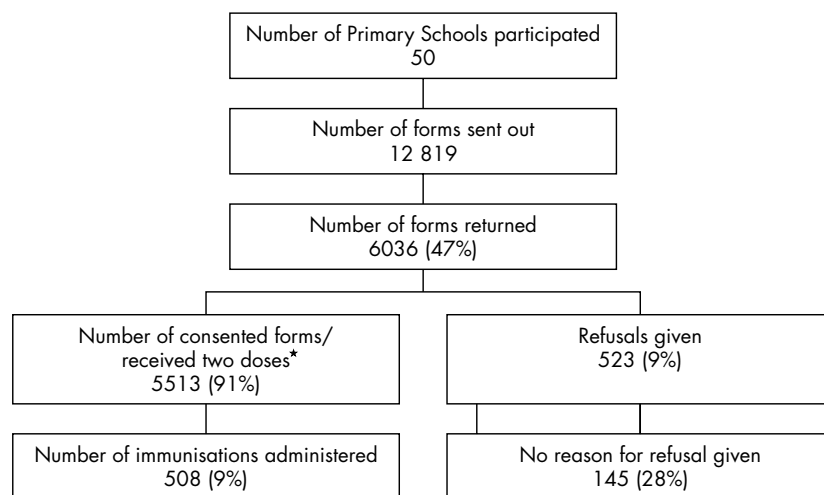 Number of Primary Schools participated
50
Number of forms sent out
12 819
Number of forms returned
6036 (47%)
Number of consented forms/
received two doses★
5513 (91%)
Refusals given
523 (9%)
Number of immunisations administered
508 (9%)
No reason for refusal given
145 (28%)